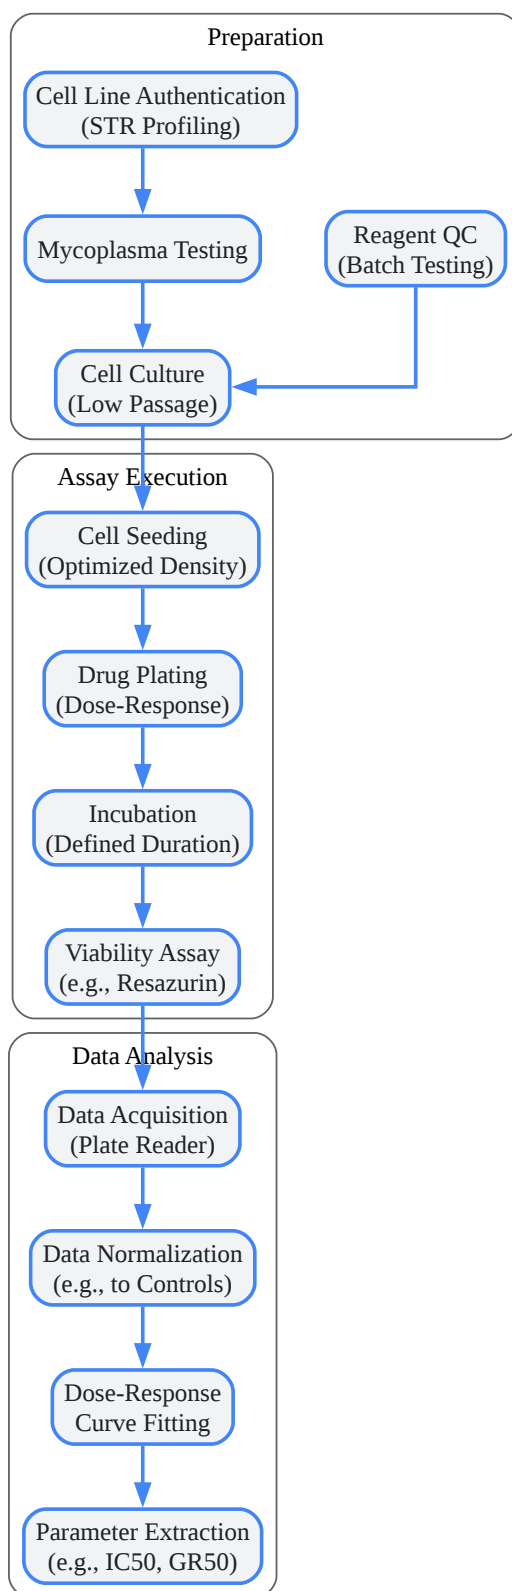 Preparation
Cell Line Authentication
(STR Profiling)
Mycoplasma Testing
Reagent QC
(Batch Testing)
Cell Culture
(Low Passage)
Assay Execution
Cell Seeding
(Optimized Density)
Drug Plating
(Dose-Response)
Incubation
(Defined Duration)
Viability Assay
(e.g., Resazurin)
Data Analysis
Data Acquisition
(Plate Reader)
Data Normalization
(e.g., to Controls)
Dose-Response
Curve Fitting
Parameter Extraction
(e.g., IC50, GR50)